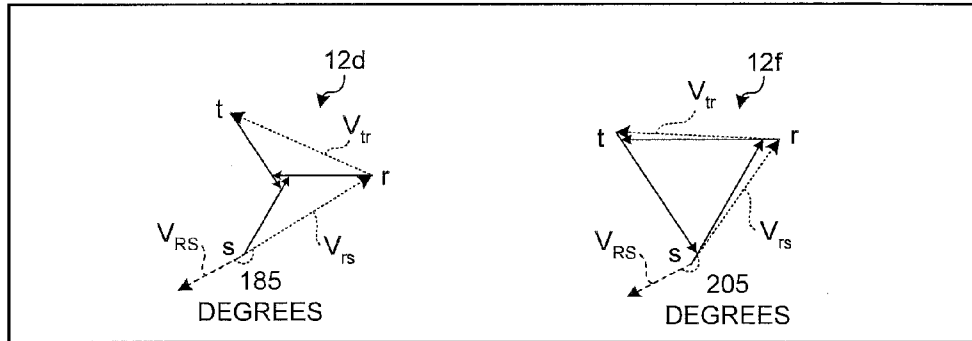 12d
t
V_tr
r
V_RS
s
V_rs
185
DEGREES
12f
V_tr
t
r
V_RS
s
V_rs
205
DEGREES